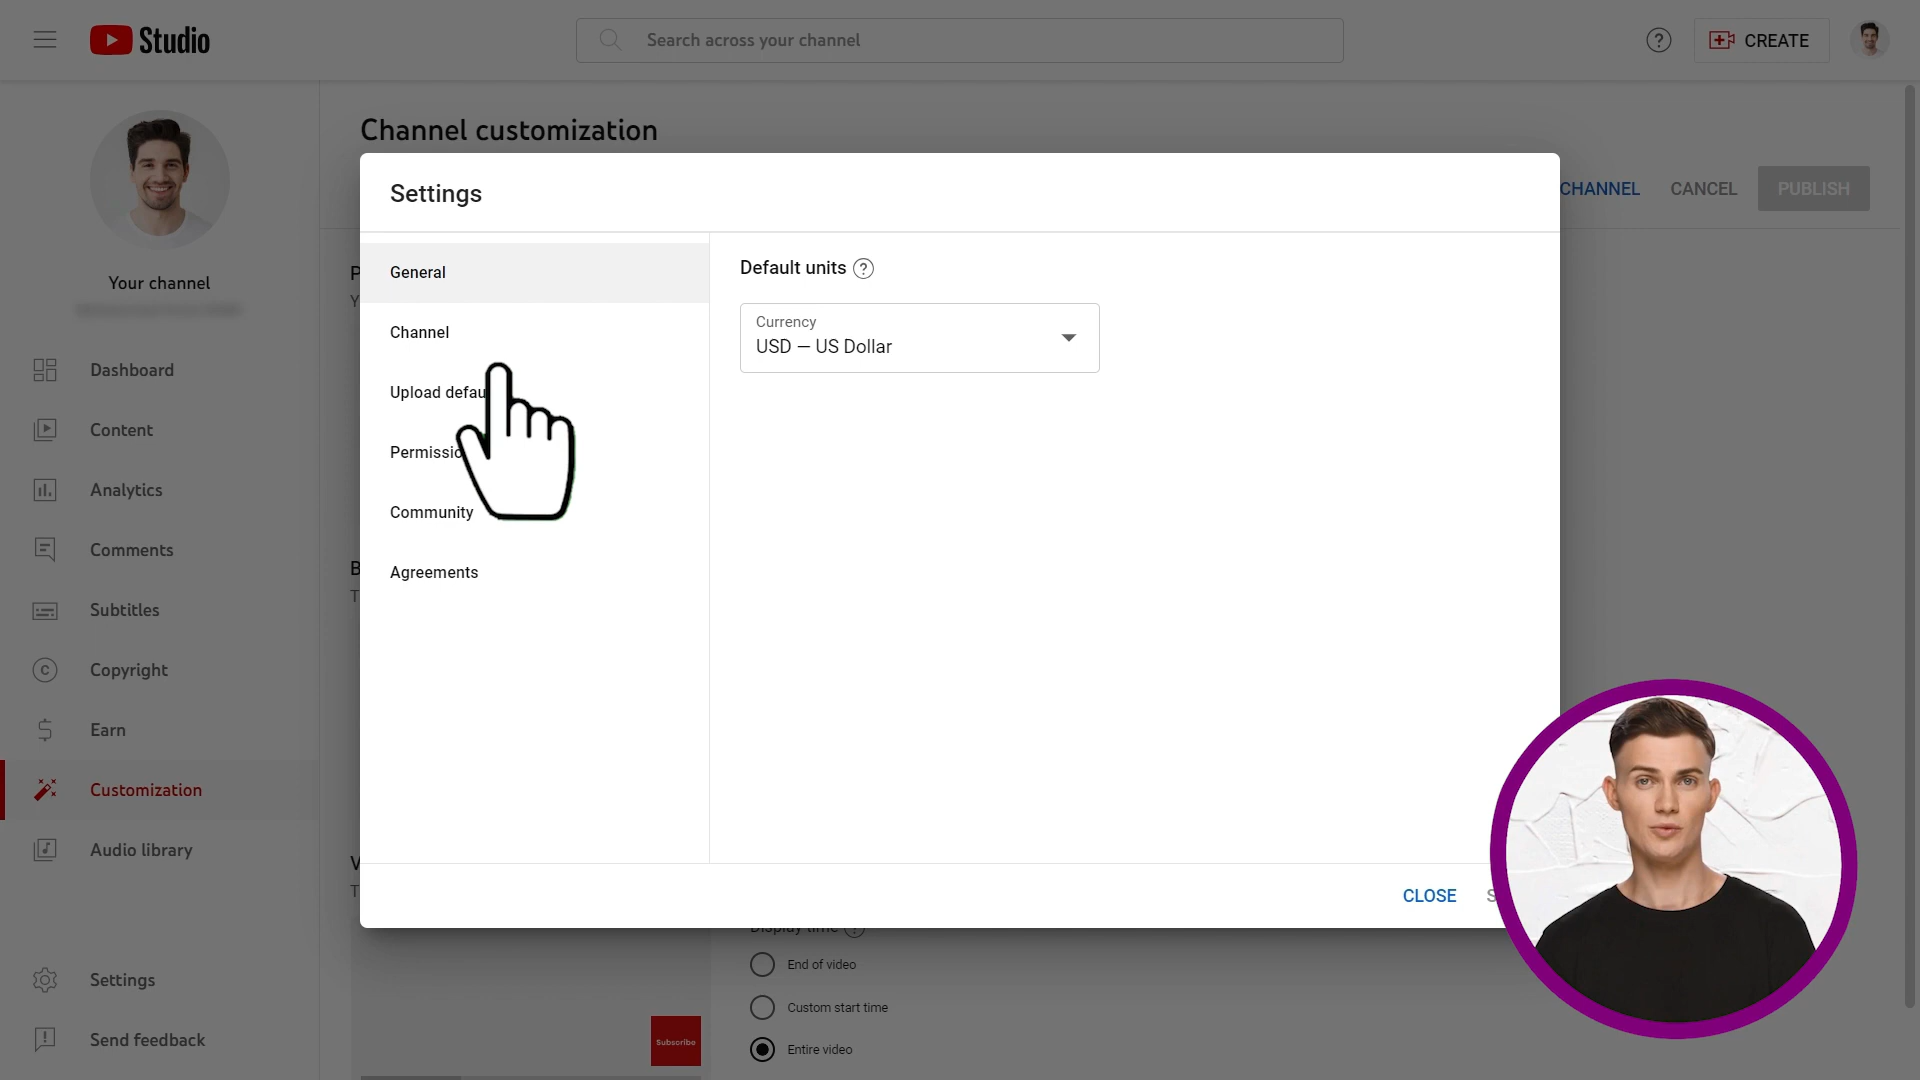 Studio
Search across your channel
CREATE
Channel customization
CHANNEL
CANCEL
PUBLISH
Settings
General
Channel
Upload defau
Permissio
Community
Agreements
Default units
Currency
USD — US Dollar
CLOSE
Your channel
Dashboard
Content
Analytics
Comments
Subtitles
Copyright
Earn
Customization
Audio library
Settings
Send feedback
Display time
End of video
Custom start time
Entire video
Subscribe